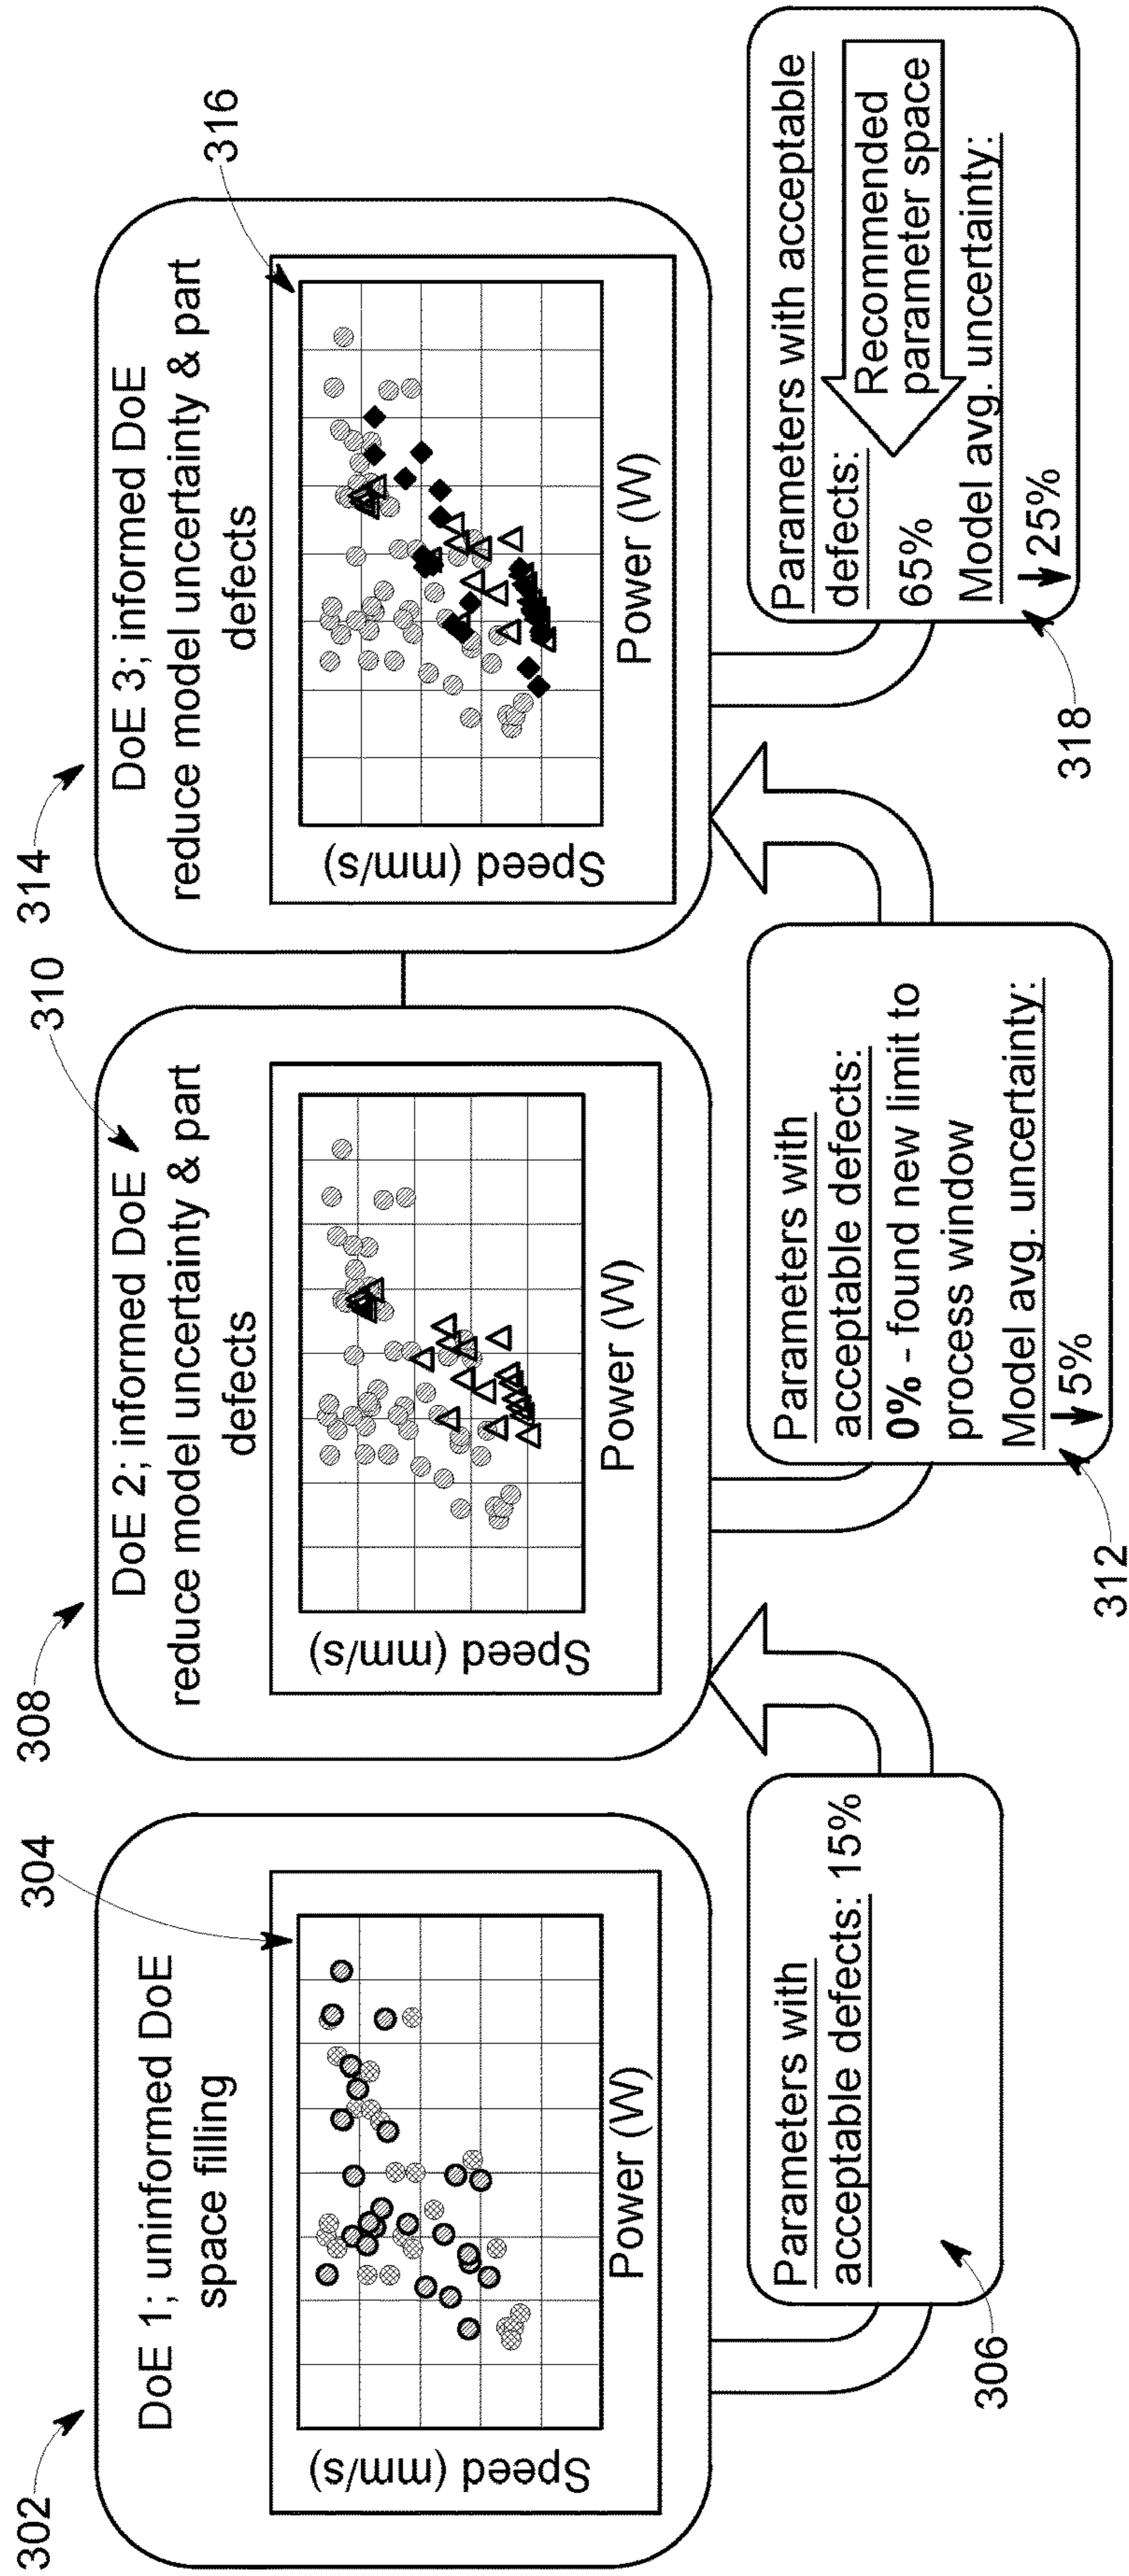 302
DoE 1; uninformed DoE
space filling
304
Speed (mm/s)
Power (W)
Parameters with
acceptable defects: 15%
306
308
DoE 2; informed DoE
reduce model uncertainty & part
defects
310
Speed (mm/s)
Power (W)
Parameters with
acceptable defects:
0% - found new limit to
process window
Model avg. uncertainty:
5%
312
314
DoE 3; informed DoE
reduce model uncertainty & part
defects
316
Speed (mm/s)
Power (W)
Parameters with acceptable
defects:
Recommended
parameter space
65%
Model avg. uncertainty:
25%
318